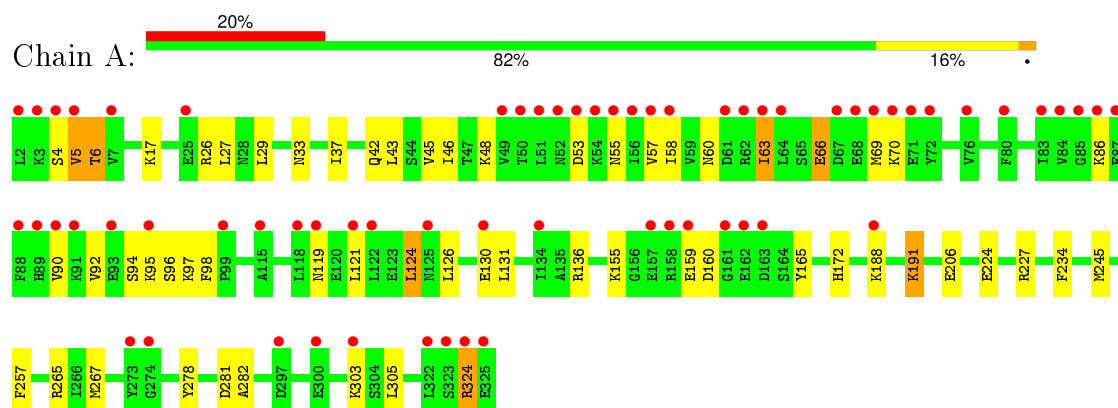 20%
Chain A:
82% 16% •
L2 K3 S4 V5 T6 V7 K17 E25 R26 L27 N28 L29 N33 I37 Q42 L43 S44 V45 I46 T47 K48 V49 T50 L51 N52 D53 K54 N55 I56 V57 I58 V59 N60 D61 R62 I63 L64 S65 E66 D67 E68 M69 K70 E71 Y72 V76 F80 I83 V84 G85 K86
F88 H89 V90 K91 V92 E93 S94 K95 S96 K97 F98 P99 A115 L118 N119 E120 L121 L122 E123 L124 N125 L126 E130 L131 I134 A135 R136 K155 G156 E157 R158 E159 D160 G161 E162 D163 S164 Y165 H172 K188 K191 E206 E224 R227 F234 M245
F257 R265 I266 M267 Y273 G274 Y278 D281 A282 D297 E300 K303 S304 L305 L322 S323 R324 E325